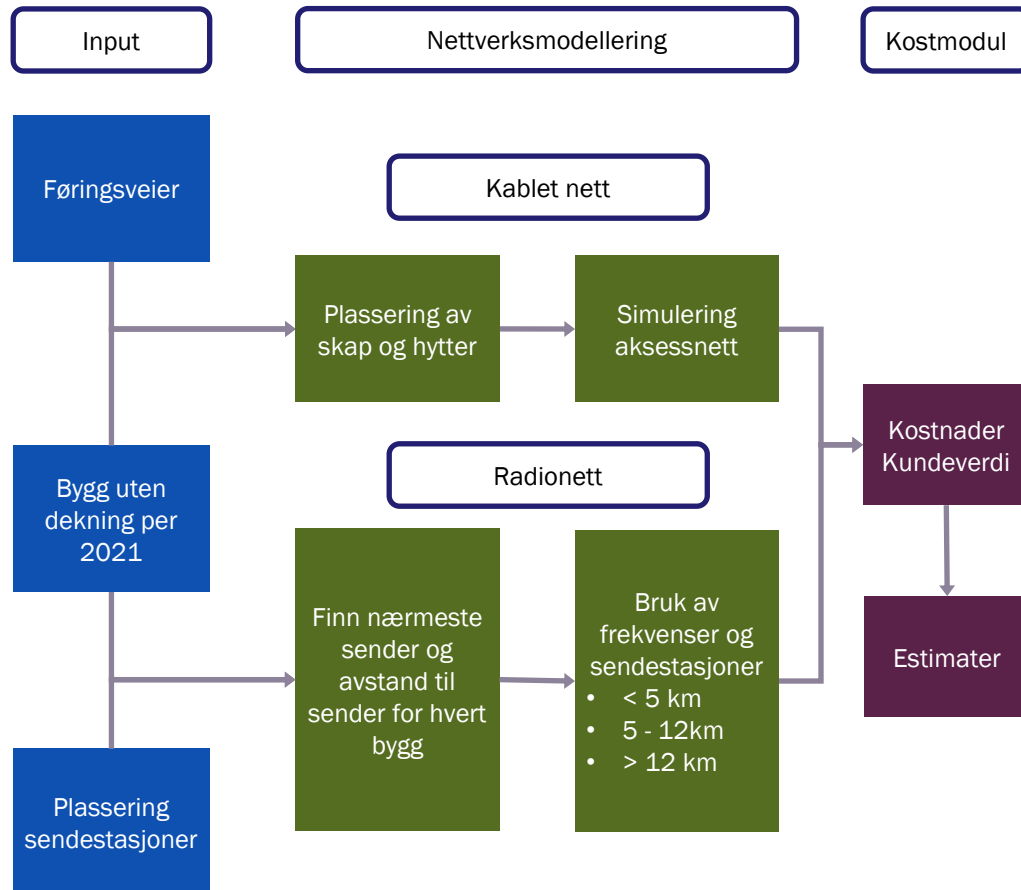 Input
Nettverksmodellering
Kostmodul
Føringsveier
Kablet nett
Plassering av
skap og hytter
Simulering
aksessnett
Kostnader
Kundeverdi
Bygg uten
dekning per
2021
Radionett
Finn nærmeste
sender og
avstand til
sender for hvert
bygg
Bruk av
frekvenser og
sendestasjoner
• < 5 km
• 5 - 12km
• > 12 km
Estimater
Plassering
sendestasjoner